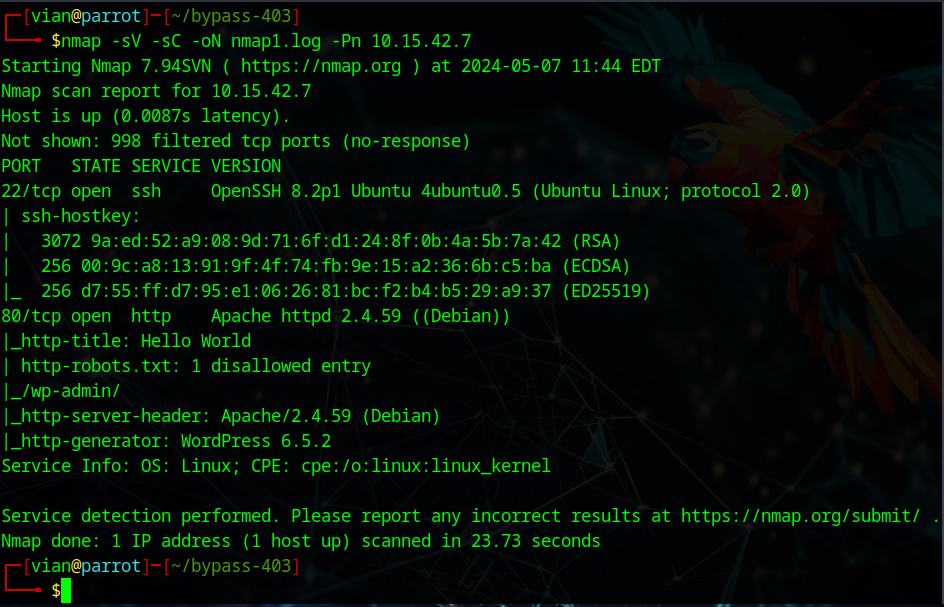 ┌─[vian@parrot]─[~/bypass-403]
└──╼ $nmap -sV -sC -oN nmap1.log -Pn 10.15.42.7
Starting Nmap 7.94SVN ( https://nmap.org ) at 2024-05-07 11:44 EDT
Nmap scan report for 10.15.42.7
Host is up (0.0087s latency).
Not shown: 998 filtered tcp ports (no-response)
PORT   STATE SERVICE VERSION
22/tcp open  ssh     OpenSSH 8.2p1 Ubuntu 4ubuntu0.5 (Ubuntu Linux; protocol 2.0)
| ssh-hostkey:
|   3072 9a:ed:52:a9:08:9d:71:6f:d1:24:8f:0b:4a:5b:7a:42 (RSA)
|   256 00:9c:a8:13:91:9f:4f:74:fb:9e:15:a2:36:6b:c5:ba (ECDSA)
|_  256 d7:55:ff:d7:95:e1:06:26:81:bc:f2:b4:b5:29:a9:37 (ED25519)
80/tcp open  http    Apache httpd 2.4.59 ((Debian))
|_http-title: Hello World
| http-robots.txt: 1 disallowed entry
|_/wp-admin/
|_http-server-header: Apache/2.4.59 (Debian)
|_http-generator: WordPress 6.5.2
Service Info: OS: Linux; CPE: cpe:/o:linux:linux_kernel

Service detection performed. Please report any incorrect results at https://nmap.org/submit/ .
Nmap done: 1 IP address (1 host up) scanned in 23.73 seconds
┌─[vian@parrot]─[~/bypass-403]
└──╼ $